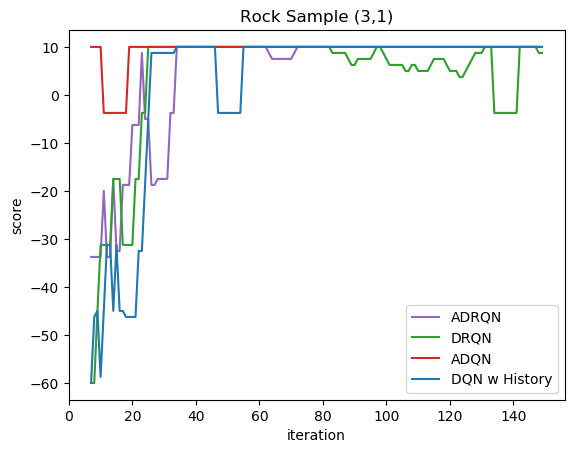 Rock Sample (3,1)
10
0
−10
−20
−30
−40
−50
−60
score
0 20 40 60 80 100 120 140
iteration
ADRQN
DRQN
ADQN
DQN w History